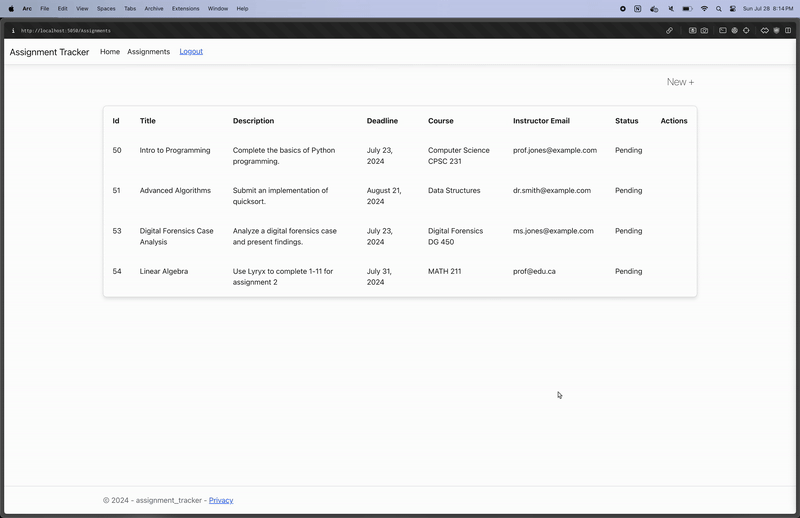 Arc File Edit View Spaces Tabs Archive Extensions Window Help Sun Jul 28 8:14 PM
http://localhost:5050/Assignments
Assignment Tracker Home Assignments Logout
New +
Id Title Description Deadline Course Instructor Email Status Actions
50 Intro to Programming Complete the basics of Python July 23, Computer Science prof.jones@example.com Pending
programming. 2024 CPSC 231
51 Advanced Algorithms Submit an implementation of August 21, Data Structures dr.smith@example.com Pending
quicksort. 2024
53 Digital Forensics Case Analyze a digital forensics case July 23, Digital Forensics ms.jones@example.com Pending
Analysis and present findings. 2024 DG 450
54 Linear Algebra Use Lyryx to complete 1-11 for July 31, MATH 211 prof@edu.ca Pending
assignment 2 2024
© 2024 - assignment_tracker - Privacy